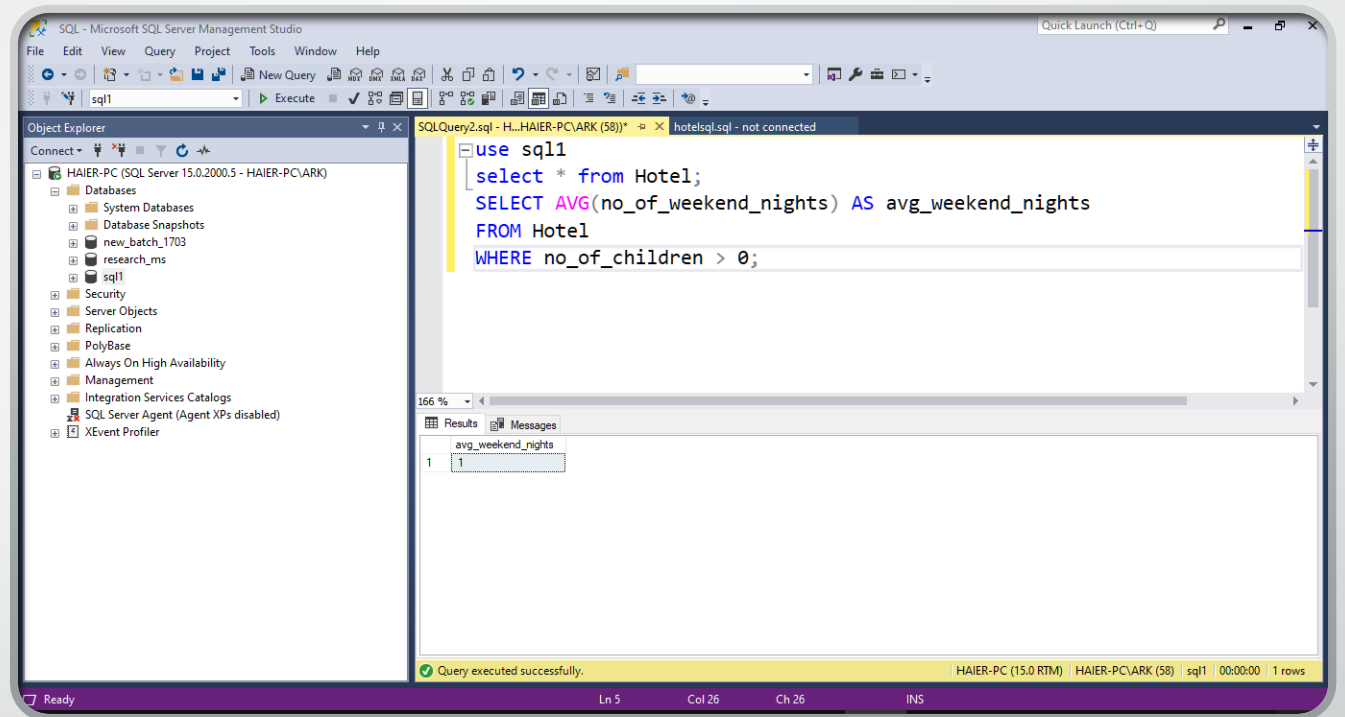 SQL - Microsoft SQL Server Management Studio
Quick Launch (Ctrl+Q)
File Edit View Query Project Tools Window Help
New Query MDX DMX XMLA DAX
sql1 Execute
Object Explorer
Connect
HAIER-PC (SQL Server 15.0.2000.5 - HAIER-PC\ARK)
Databases
System Databases
Database Snapshots
new_batch_1703
research_ms
sql1
Security
Server Objects
Replication
PolyBase
Always On High Availability
Management
Integration Services Catalogs
SQL Server Agent (Agent XPs disabled)
XEvent Profiler
SQLQuery2.sql - H...HAIER-PC\ARK (58))* hotelsql.sql - not connected
use sql1
select * from Hotel;
SELECT AVG(no_of_weekend_nights) AS avg_weekend_nights
FROM Hotel
WHERE no_of_children > 0;
166 %
Results Messages
avg_weekend_nights
1 1
Query executed successfully. HAIER-PC (15.0 RTM) HAIER-PC\ARK (58) sql1 00:00:00 1 rows
Ready Ln 5 Col 26 Ch 26 INS